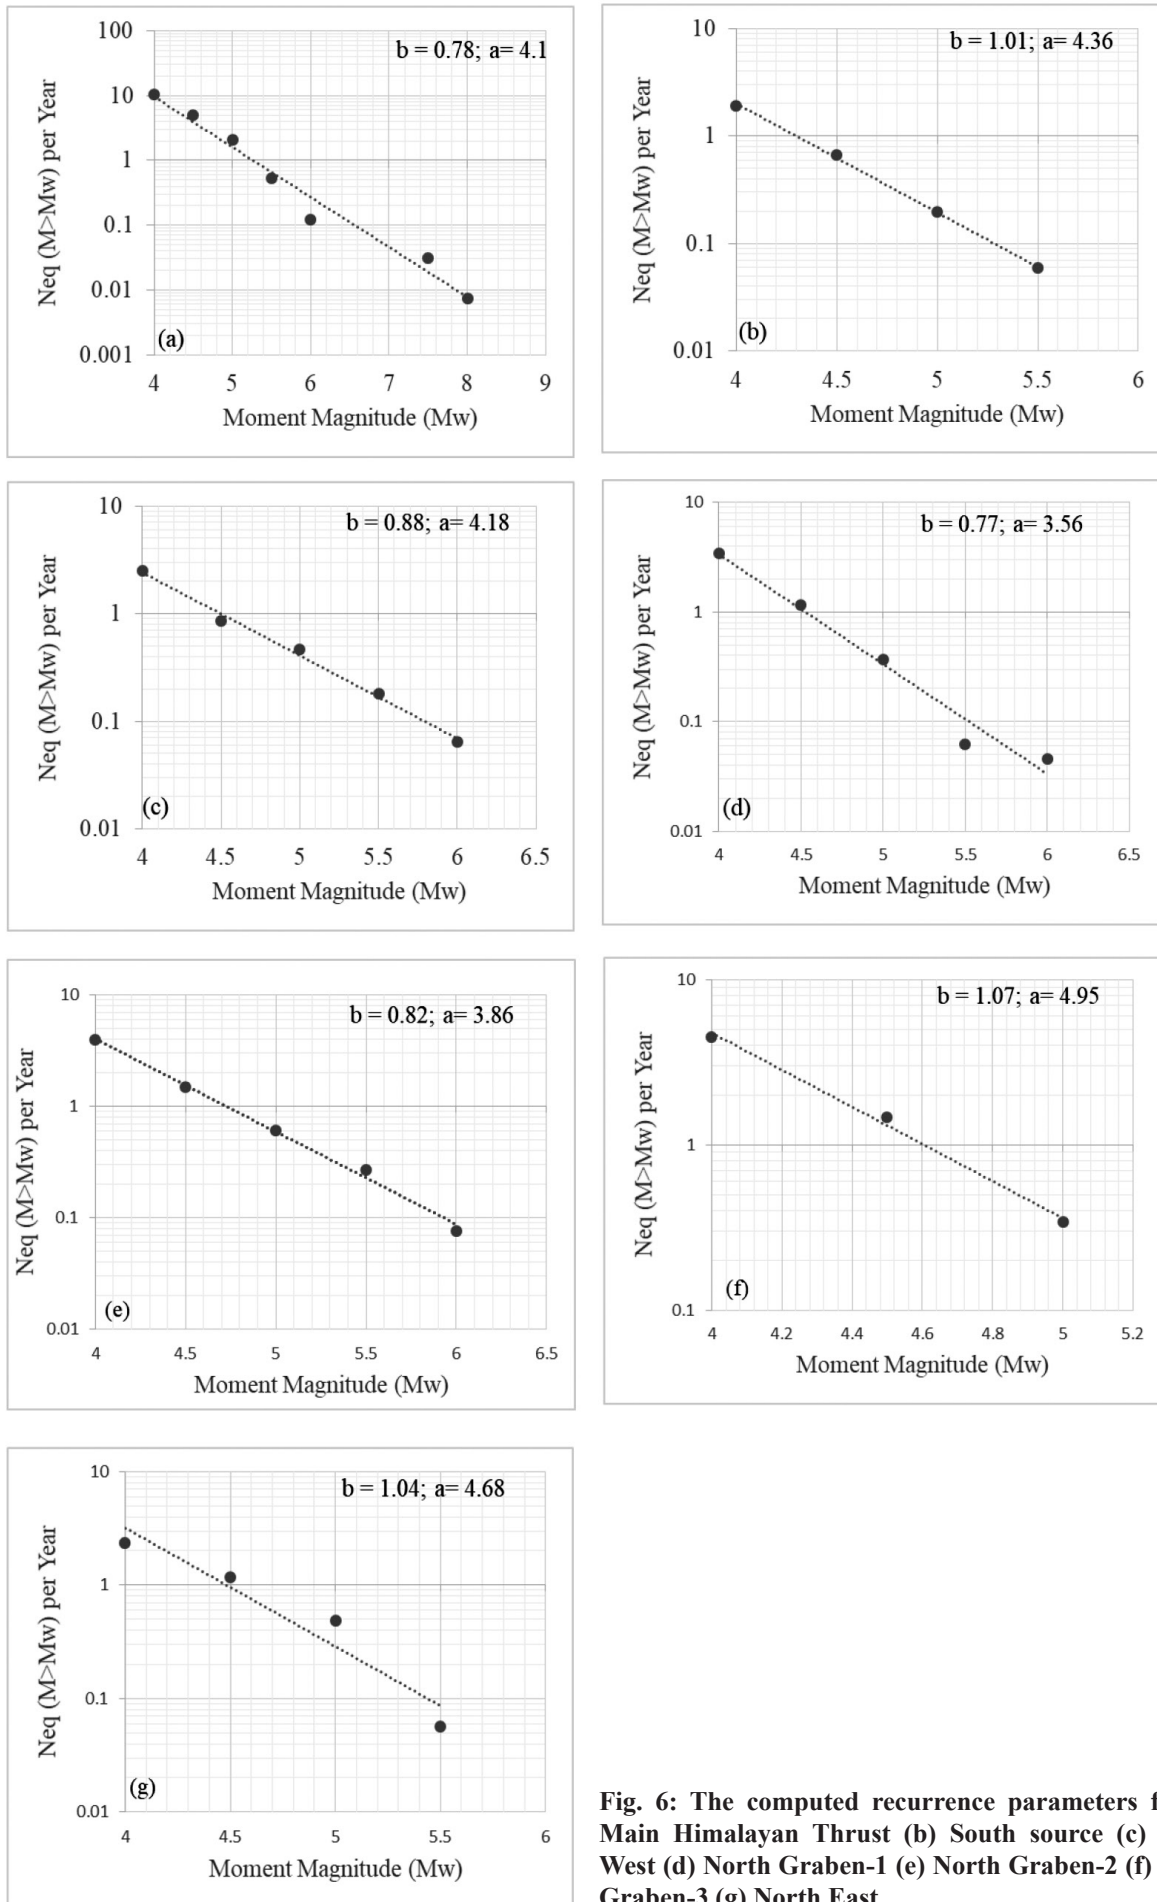 100
10
1
0.1
0.01
0.001
Neq (M>Mw) per Year
b = 0.78; a= 4.1
(a)
4 5 6 7 8 9
Moment Magnitude (Mw)
10
1
0.1
0.01
Neq (M>Mw) per Year
b = 1.01; a= 4.36
(b)
4 4.5 5 5.5 6
Moment Magnitude (Mw)
10
1
0.1
0.01
Neq (M>Mw) per Year
b = 0.88; a= 4.18
(c)
4 4.5 5 5.5 6 6.5
Moment Magnitude (Mw)
10
1
0.1
0.01
Neq (M>Mw) per Year
b = 0.77; a= 3.56
(d)
4 4.5 5 5.5 6 6.5
Moment Magnitude (Mw)
10
1
0.1
0.01
Neq (M>Mw) per Year
b = 0.82; a= 3.86
(e)
4 4.5 5 5.5 6 6.5
Moment Magnitude (Mw)
10
1
0.1
Neq (M>Mw) per Year
b = 1.07; a= 4.95
(f)
4 4.2 4.4 4.6 4.8 5 5.2
Moment Magnitude (Mw)
10
1
0.1
0.01
Neq (M>Mw) per Year
b = 1.04; a= 4.68
(g)
4 4.5 5 5.5 6
Moment Magnitude (Mw)
Fig. 6: The computed recurrence parameters
Main Himalayan Thrust (b) South source (c)
West (d) North Graben-1 (e) North Graben-2 (f)
Graben-3 (g) North East